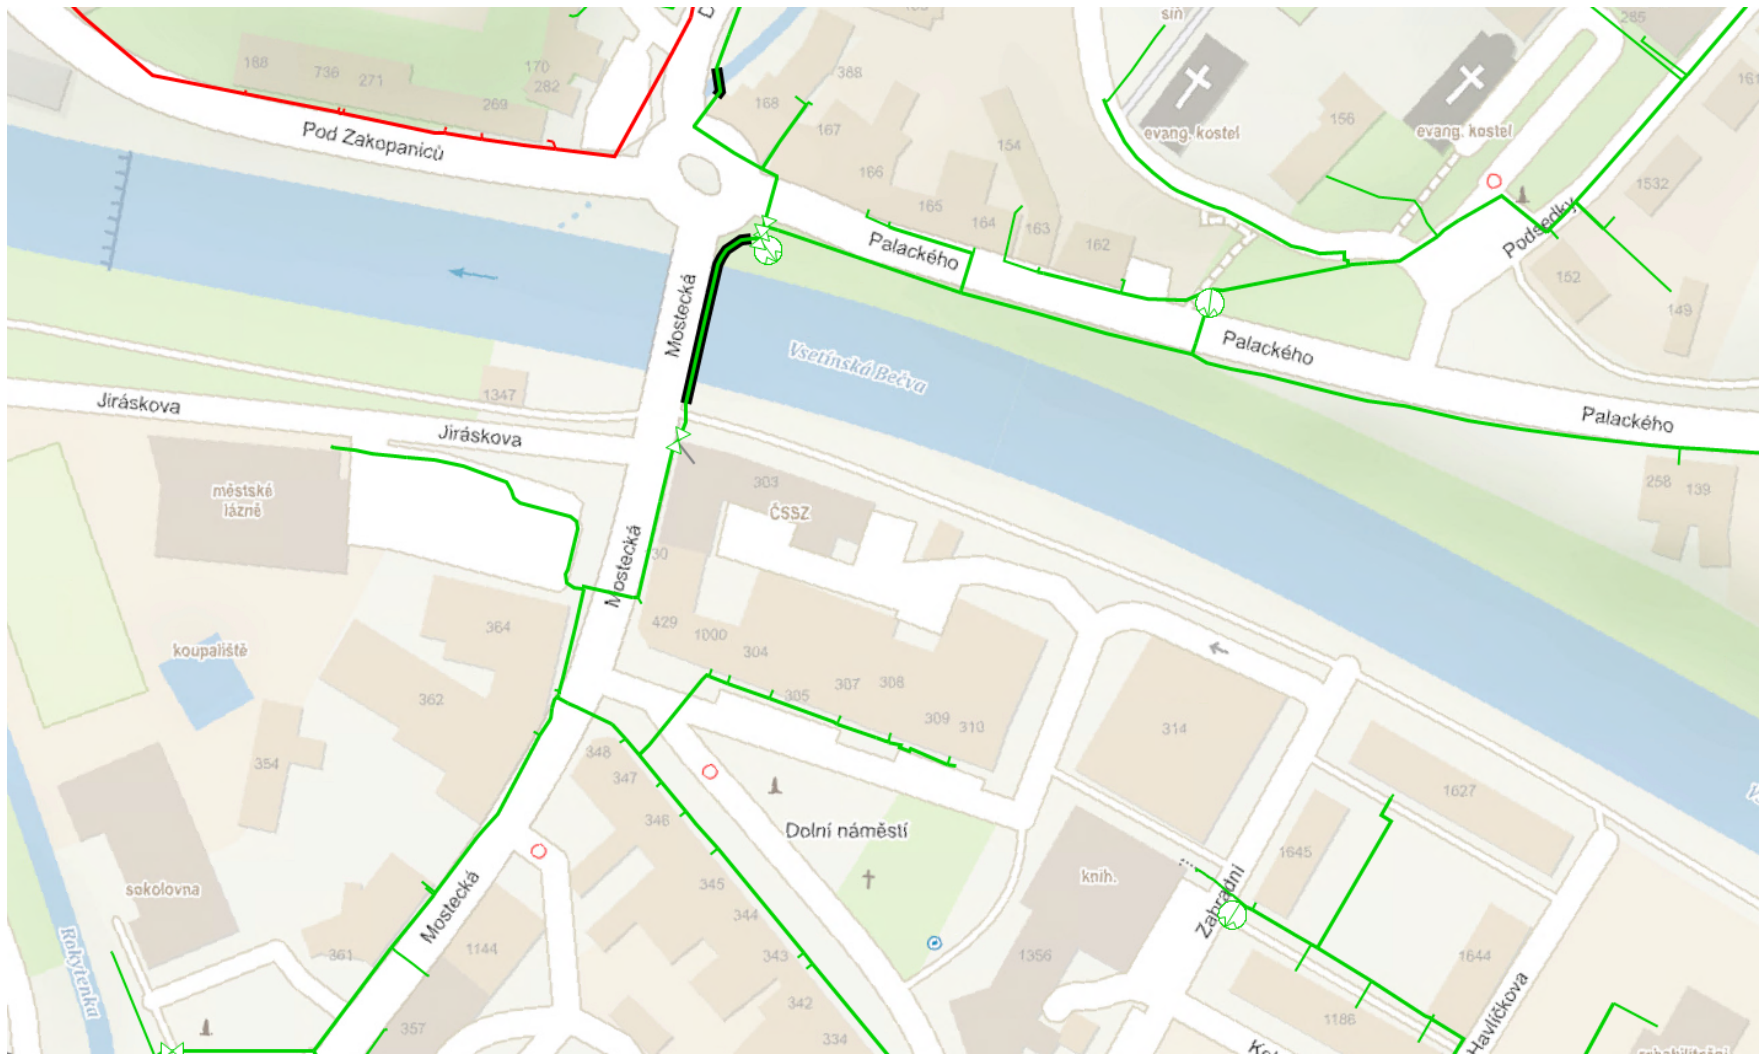 síň
285
388
168
736
271
170
282
269
168
167
154
156
evang. kostel
evang. kostel
Pod Zakopaniců
166
165
164
163
162
1532
Podsedky
152
149
Palackého
Mostecká
Vsetínská Bečva
Palackého
Palackého
1347
Jiráskova
Jiráskova
městské
lázně
303
ČSSZ
258
139
Mostecká
364
429
1000
304
koupaliště
362
305
307
308
309
310
314
354
348
347
346
Dolní náměstí
1627
1645
sokolovna
345
knih.
Mostecká
344
Zahradní
361
1144
343
1356
1644
Rokytenka
342
357
334
1186
Havlíčkova